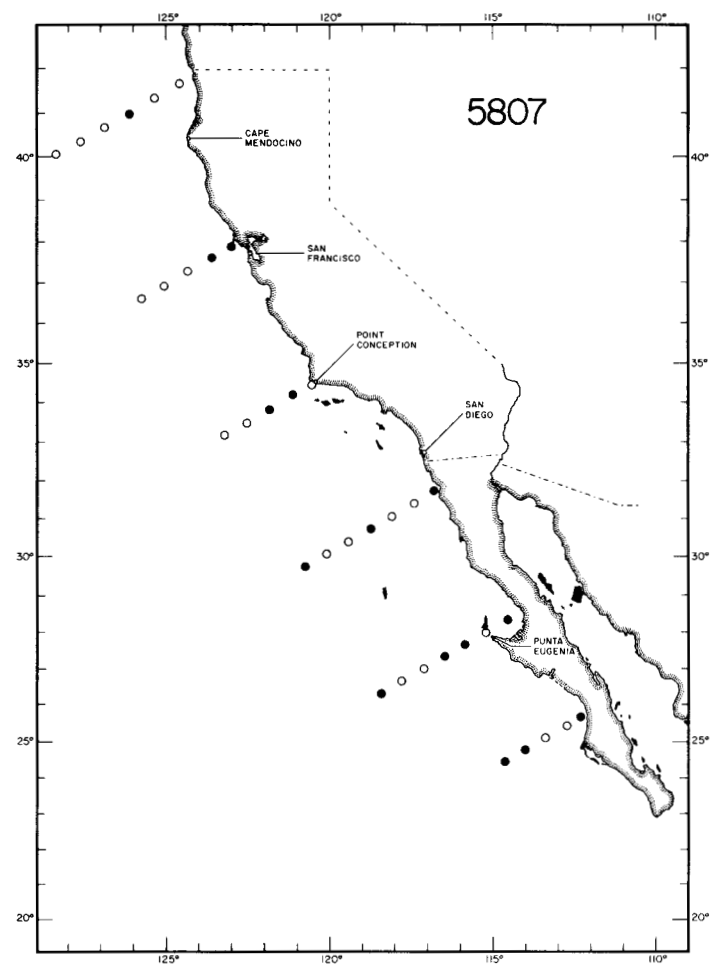 125° 120° 115° 110°
5807
CAPE
MENDOCINO
40° 40°
SAN
FRANCISCO
POINT
CONCEPTION
35° 35°
SAN
DIEGO
30° 30°
PUNTA
EUGENIA
25° 25°
20° 20°
125° 120° 115° 110°